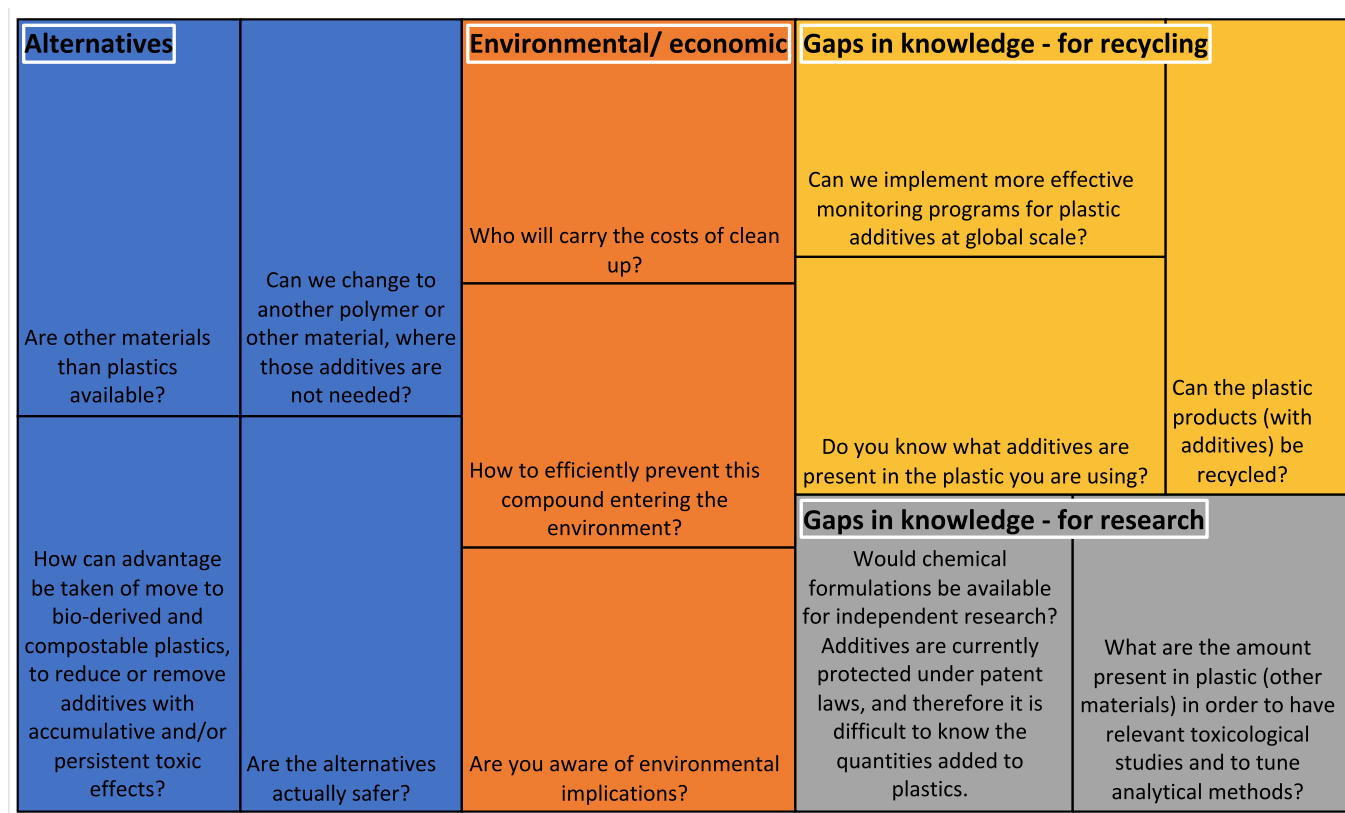 Alternatives
Are other materials
than plastics
available?
Can we change to
another polymer or
other material, where
those additives are
not needed?
How can advantage
be taken of move to
bio-derived and
compostable plastics,
to reduce or remove
additives with
accumulative and/or
persistent toxic
effects?
Are the alternatives
actually safer?
Environmental/ economic
Who will carry the costs of clean
up?
How to efficiently prevent this
compound entering the
environment?
Are you aware of environmental
implications?
Gaps in knowledge - for recycling
Can we implement more effective
monitoring programs for plastic
additives at global scale?
Do you know what additives are
present in the plastic you are using?
Can the plastic
products (with
additives) be
recycled?
Gaps in knowledge - for research
Would chemical
formulations be available
for independent research?
Additives are currently
protected under patent
laws, and therefore it is
difficult to know the
quantities added to
plastics.
What are the amount
present in plastic (other
materials) in order to have
relevant toxicological
studies and to tune
analytical methods?